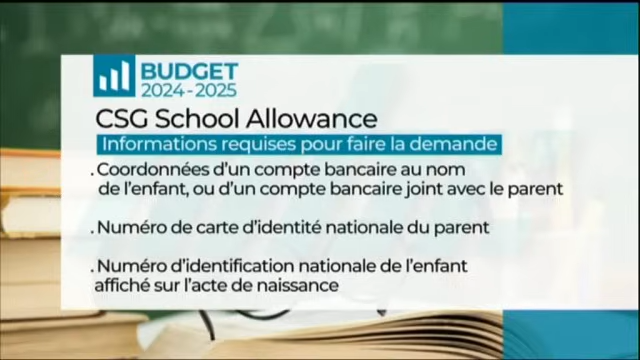 BUDGET
2024-2025
CSG School Allowance
Informations requises pour faire la demande
. Coordonnées d'un compte bancaire au nom
de l'enfant, ou d'un compte bancaire joint avec le parent
. Numéro de carte d'identité nationale du parent
. Numéro d'identification nationale de l'enfant
affiché sur l'acte de naissance